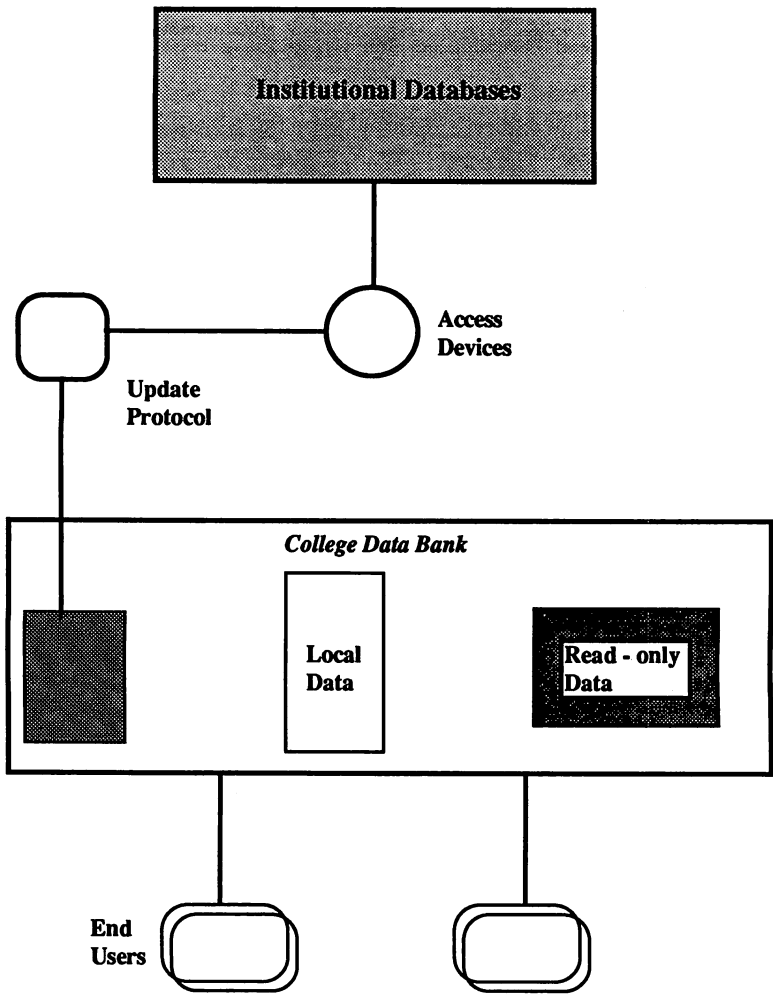 Institutional Databases
Access
Devices
Update
Protocol
College Data Bank
Local
Data
Read - only
Data
End
Users